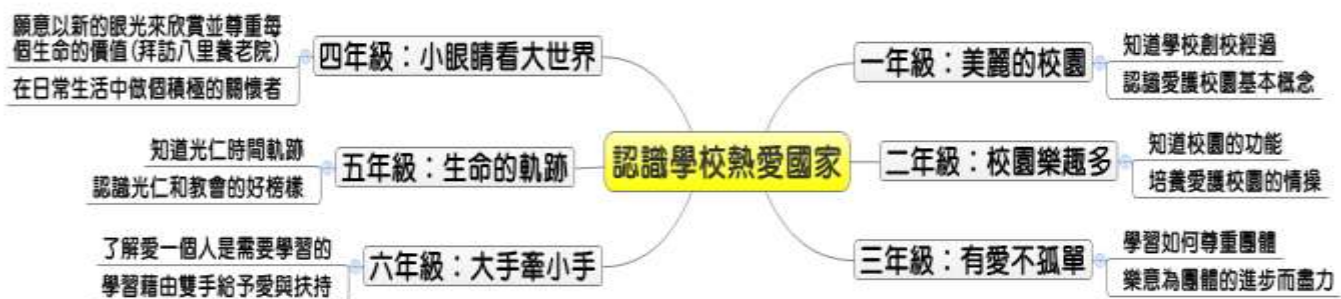 認識學校熱愛國家
一年級：美麗的校園
知道學校創校經過
認識愛護校園基本概念
二年級：校園樂趣多
知道校園的功能
培養愛護校園的情操
三年級：有愛不孤單
學習如何尊重團體
樂意為團體的進步而盡力
四年級：小眼睛看大世界
願意以新的眼光來欣賞並尊重每
個生命的價值(拜訪八里養老院)
在日常生活中做個積極的關懷者
五年級：生命的軌跡
知道光仁時間軌跡
認識光仁和教會的好榜樣
六年級：大手牽小手
了解愛一個人是需要學習的
學習藉由雙手給予愛與扶持